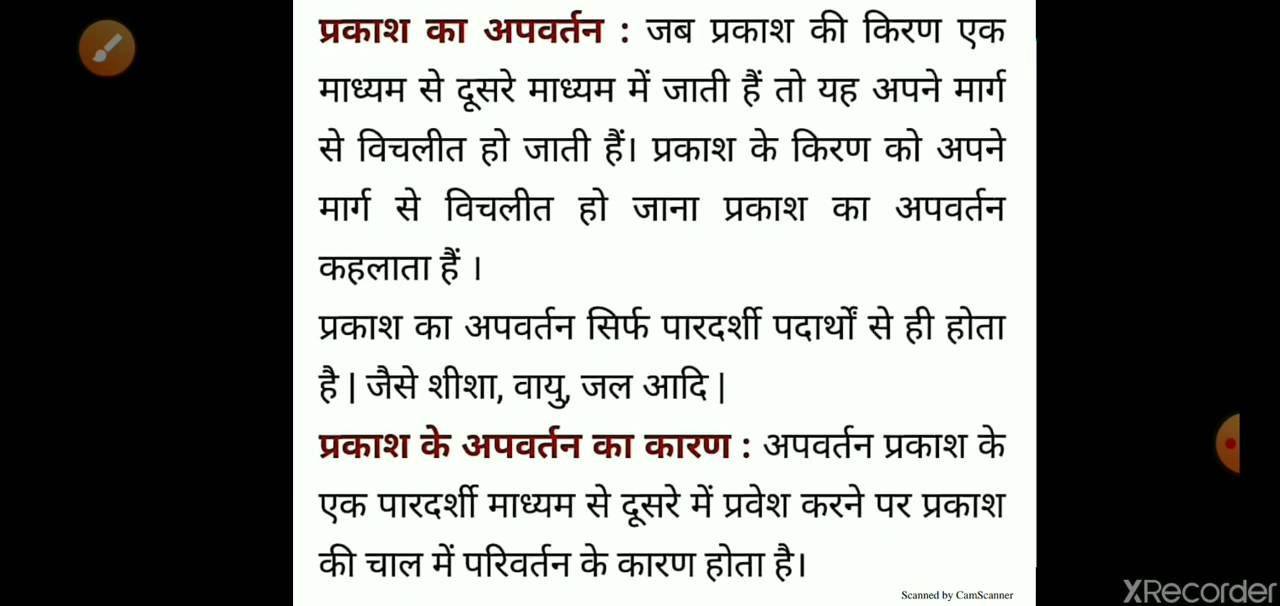 प्रकाश का अपवर्तन : जब प्रकाश की किरण एक
माध्यम से दूसरे माध्यम में जाती हैं तो यह अपने मार्ग
से विचलीत हो जाती हैं। प्रकाश के किरण को अपने
मार्ग से विचलीत हो जाना प्रकाश का अपवर्तन
कहलाता हैं ।
प्रकाश का अपवर्तन सिर्फ पारदर्शी पदार्थों से ही होता
है | जैसे शीशा, वायु, जल आदि |
प्रकाश के अपवर्तन का कारण : अपवर्तन प्रकाश के
एक पारदर्शी माध्यम से दूसरे में प्रवेश करने पर प्रकाश
की चाल में परिवर्तन के कारण होता है।
Scanned by CamScanner
XRecorder